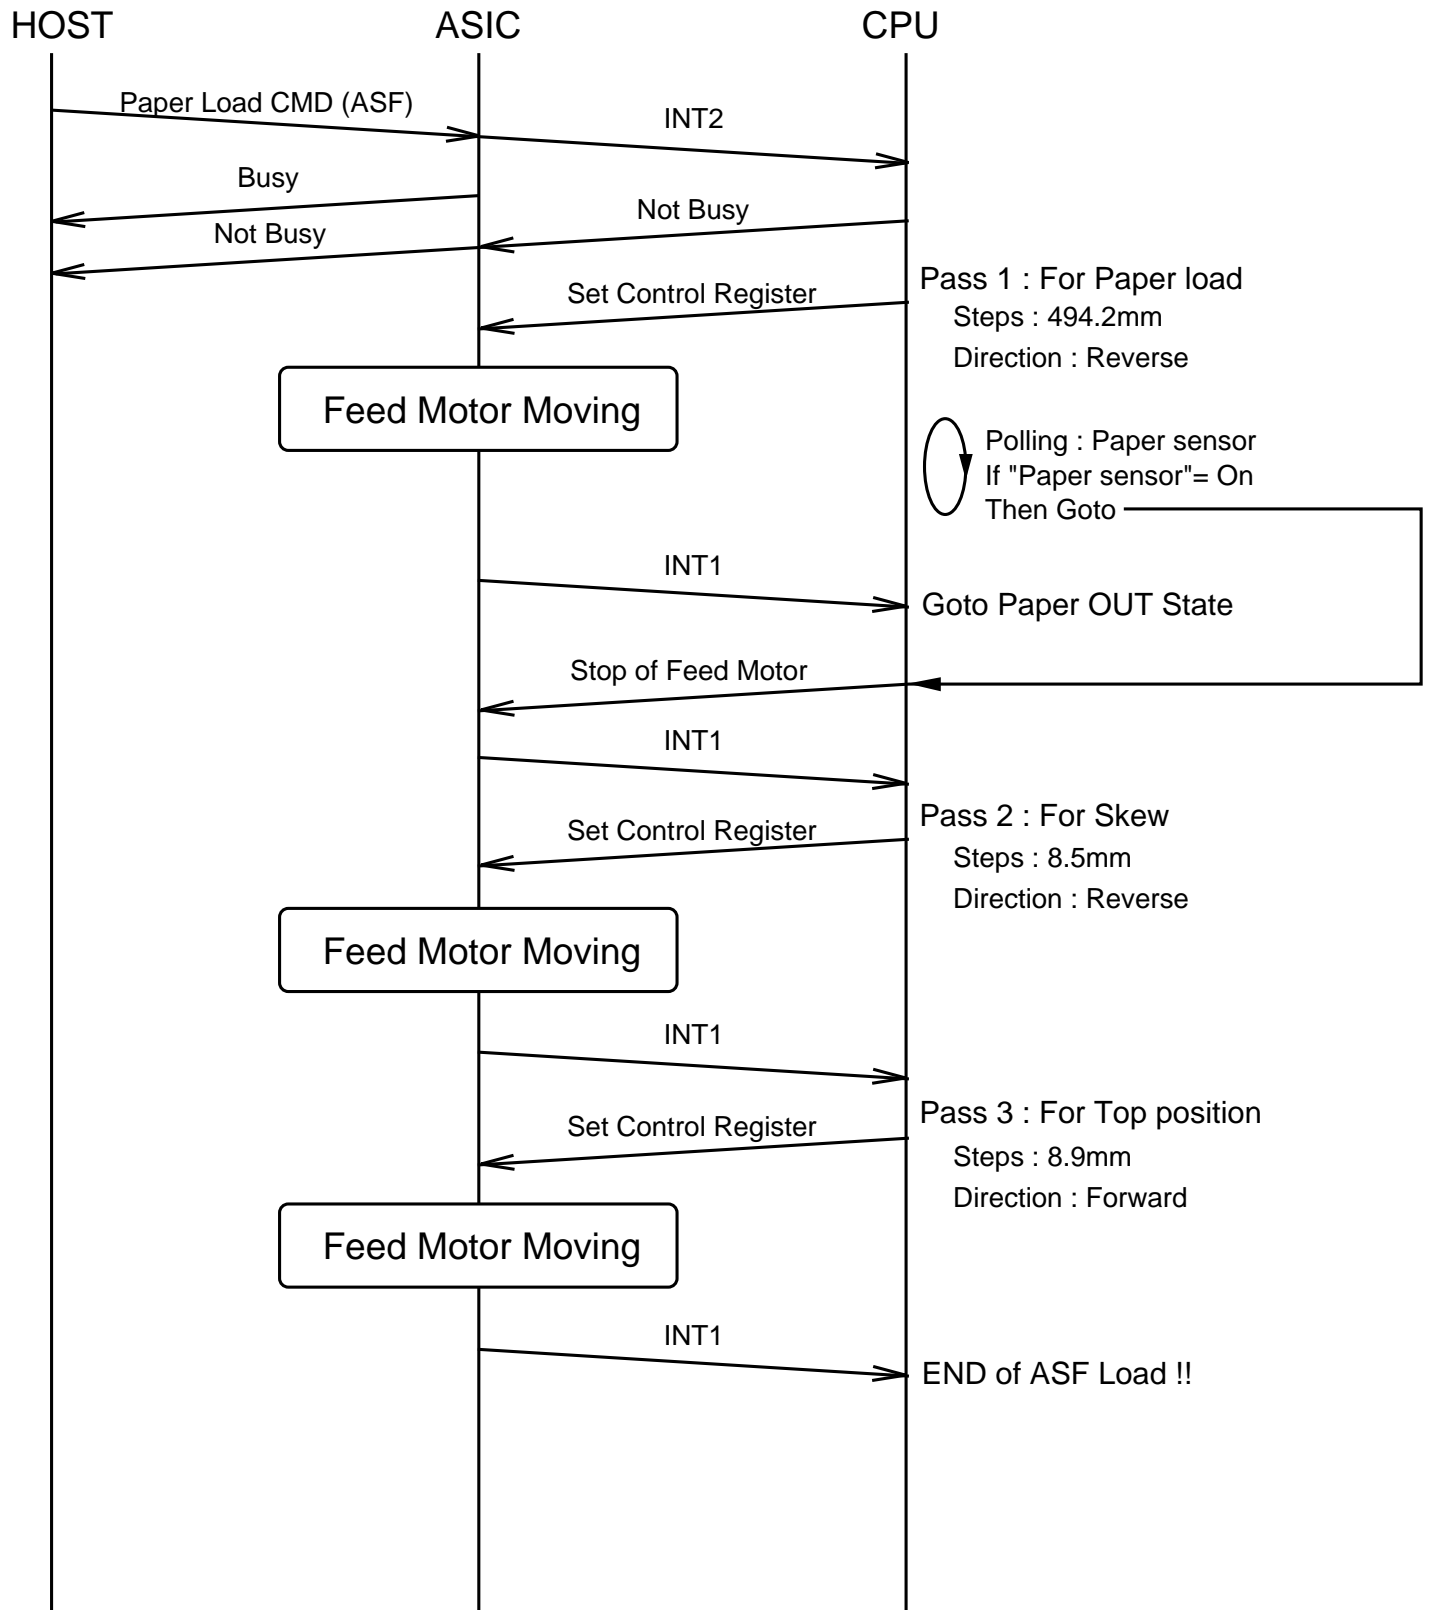 HOST ASIC CPU
Paper Load CMD (ASF)
INT2
Busy
Not Busy
Not Busy
Pass 1 : For Paper load
Set Control Register
Steps : 494.2mm
Direction : Reverse
Feed Motor Moving
Polling : Paper sensor
If "Paper sensor"= On
Then Goto
INT1
Goto Paper OUT State
Stop of Feed Motor
INT1
Pass 2 : For Skew
Set Control Register
Steps : 8.5mm
Direction : Reverse
Feed Motor Moving
INT1
Pass 3 : For Top position
Set Control Register
Steps : 8.9mm
Direction : Forward
Feed Motor Moving
INT1
END of ASF Load !!